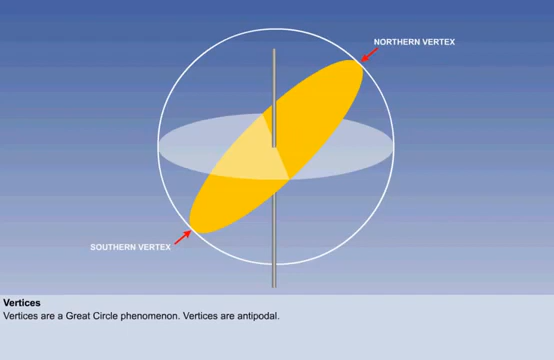 NORTHERN VERTEX
SOUTHERN VERTEX
Vertices
Vertices are a Great Circle phenomenon. Vertices are antipodal.